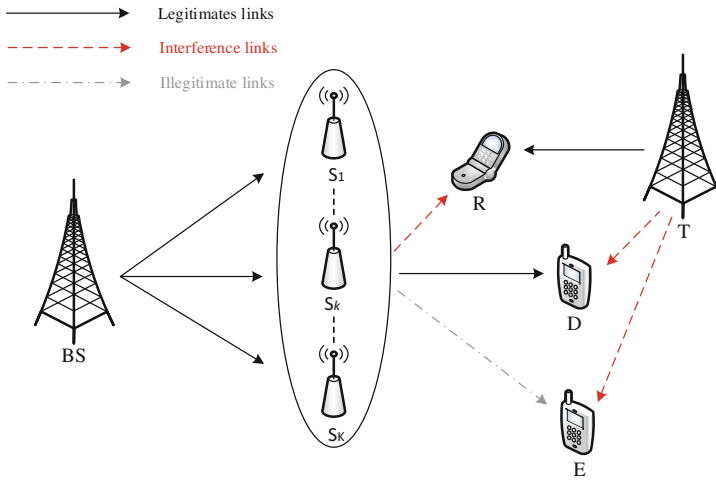 Legitimates links
Interference links
Illegitimate links
S1
R
T
Sk
D
BS
SK
E